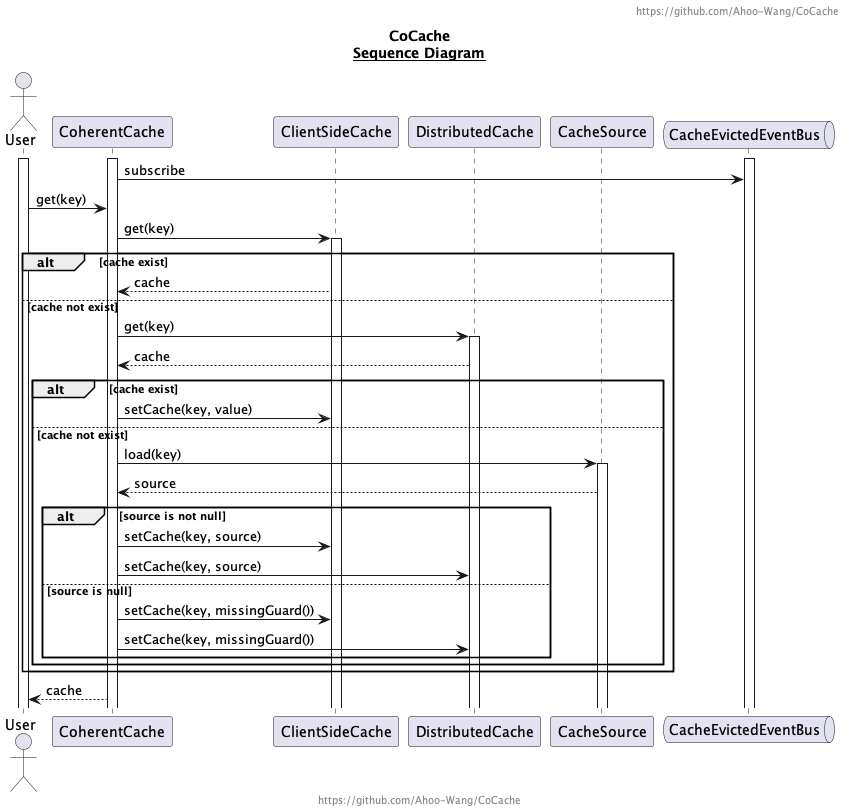 https://github.com/Ahoo-Wang/CoCache
CoCache
Sequence Diagram
User
CoherentCache
ClientSideCache
DistributedCache
CacheSource
CacheEvictedEventBus
subscribe
get(key)
get(key)
alt
[cache exist]
cache
[cache not exist]
get(key)
cache
alt
[cache exist]
setCache(key, value)
[cache not exist]
load(key)
source
alt
[source is not null]
setCache(key, source)
setCache(key, source)
[source is null]
setCache(key, missingGuard())
setCache(key, missingGuard())
cache
User
CoherentCache
ClientSideCache
DistributedCache
CacheSource
CacheEvictedEventBus
https://github.com/Ahoo-Wang/CoCache